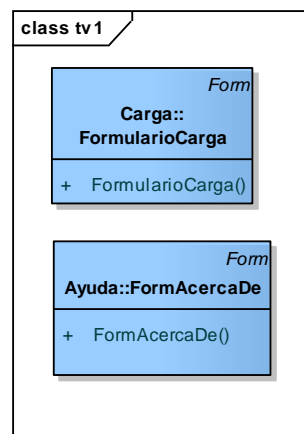 class tv1
Form
Carga::
FormularioCarga
+ FormularioCarga()
Form
Ayuda::FormAcercaDe
+ FormAcercaDe()